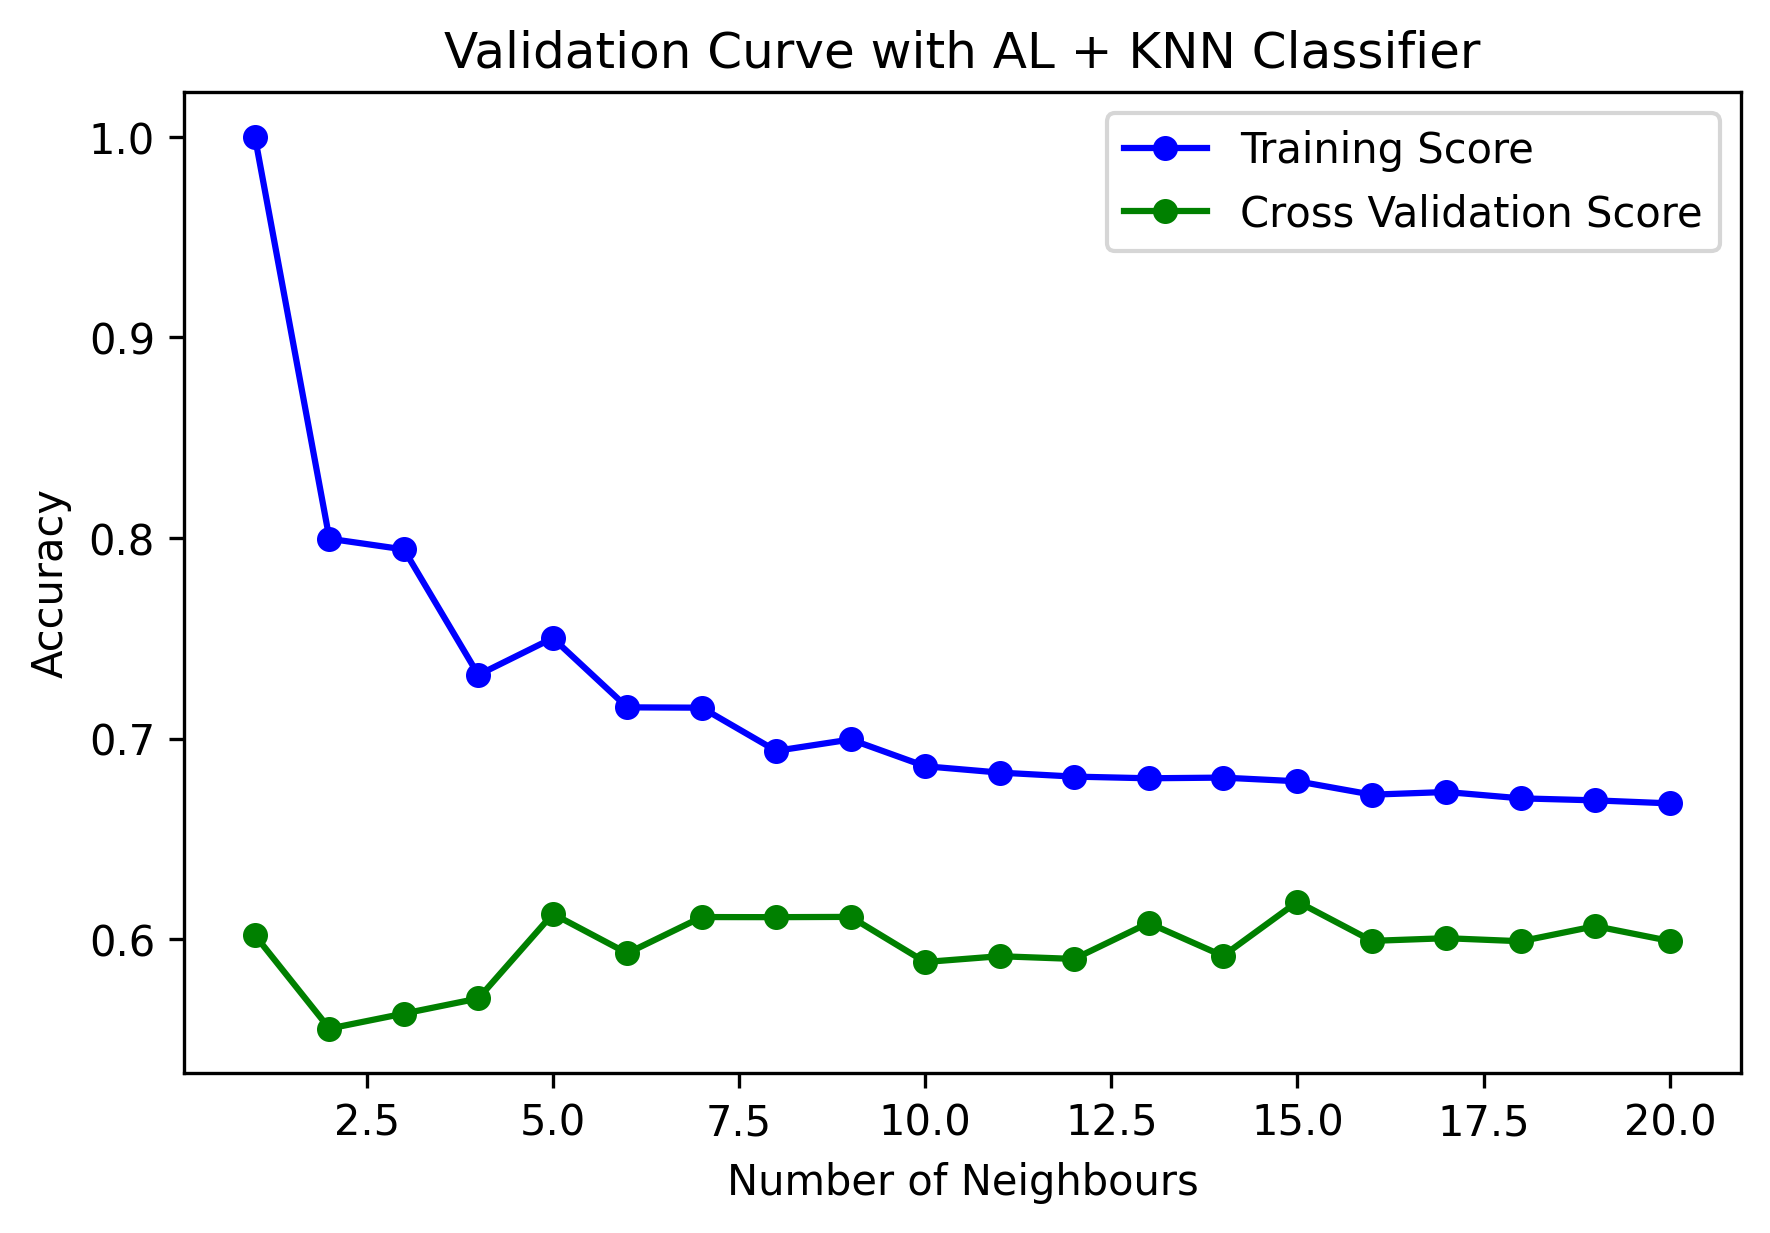 Validation Curve with AL + KNN Classifier
Training Score
Cross Validation Score
1.0
0.9
0.8
0.7
0.6
Accuracy
2.5 5.0 7.5 10.0 12.5 15.0 17.5 20.0
Number of Neighbours